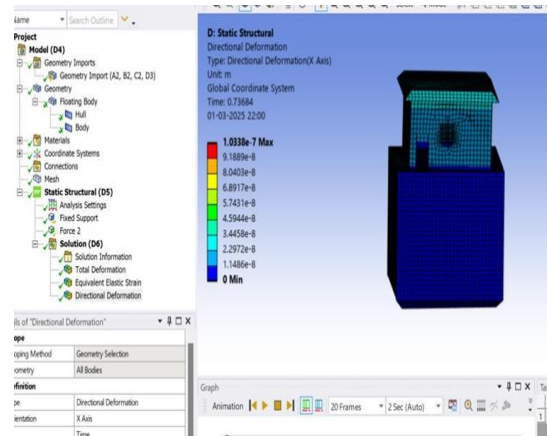 Name
Search Outline
Project
Model (D4)
Geometry Imports
Geometry Import (A2, B2, C2, D3)
Geometry
Floating Body
Hull
Body
Materials
Coordinate Systems
Connections
Mesh
Static Structural (D5)
Analysis Settings
Fixed Support
Force 2
Solution (D6)
Solution Information
Total Deformation
Equivalent Elastic Strain
Directional Deformation
D: Static Structural
Directional Deformation
Type: Directional Deformation(X Axis)
Unit: m
Global Coordinate System
Time: 0.73684
01-03-2025 22:00
1.0338e-7 Max
9.1889e-8
8.0403e-8
6.8917e-8
5.7431e-8
4.5944e-8
3.4458e-8
2.2972e-8
1.1486e-8
0 Min
ils of "Directional Deformation"
ope
oping Method Geometry Selection
ometry All Bodies
efinition
pe Directional Deformation
ientation X Axis
Time
Graph
Animation 20 Frames 2 Sec (Auto)
Ta
1